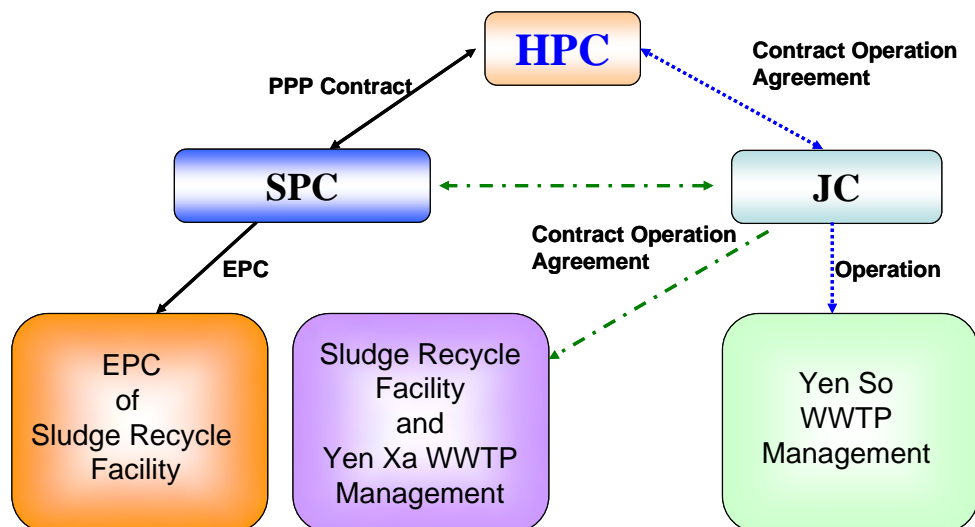 HPC
Contract Operation
Agreement
PPP Contract
SPC
JC
Contract Operation
Agreement
EPC
Operation
EPC
of
Sludge Recycle
Facility
Sludge Recycle
Facility
and
Yen Xa WWTP
Management
Yen So
WWTP
Management